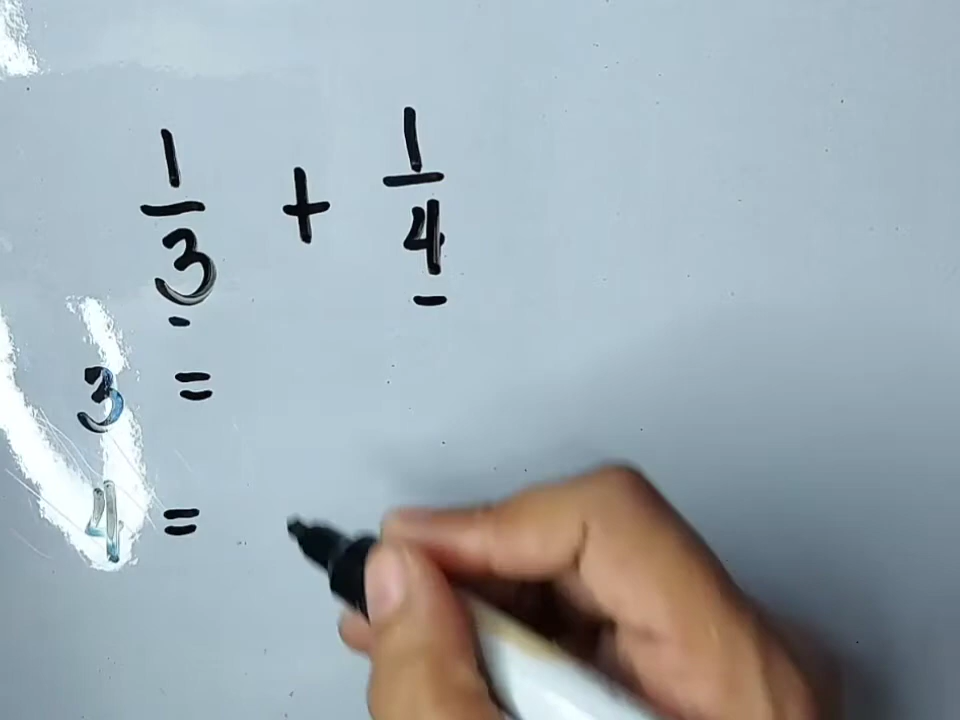 1/3 + 1/4
3 =
4 =